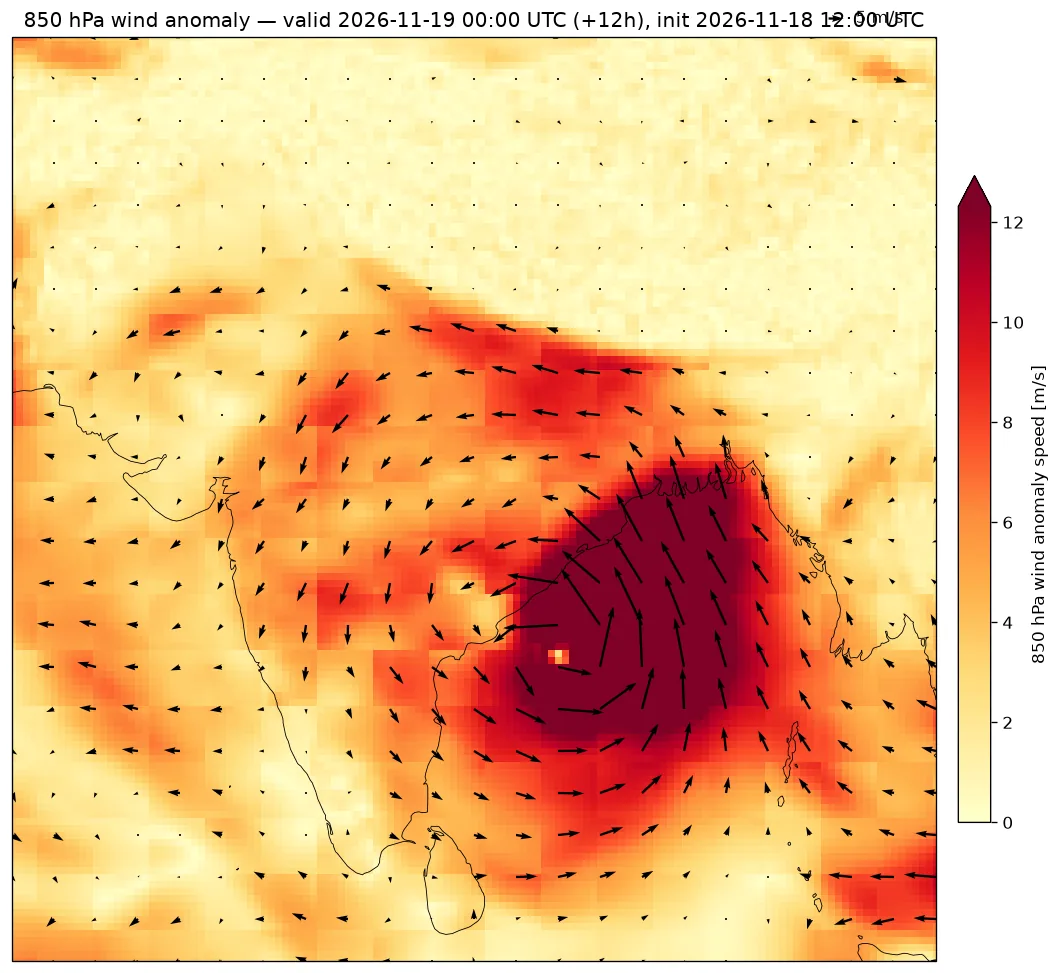 850 hPa wind anomaly — valid 2026-11-19 00:00 UTC (+12h), init 2026-11-18 12:00 UTC
5 m/s
12
10
8
6
4
2
0
850 hPa wind anomaly speed [m/s]